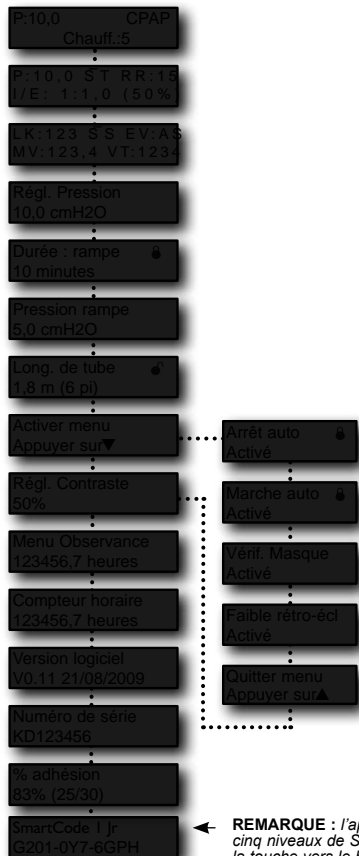 P:10,0 CPAP
Chauff.:5
P:10,0 ST RR:15
I/E: 1:1,0 (50%)
LK:123 SS EV:AS
MV:123,4 VT:1234
Régl. Pression
10,0 cmH2O
Durée : rampe
10 minutes
Pression rampe
5,0 cmH2O
Long. de tube
1,8 m (6 pi)
Activer menu
Appuyer sur▼
Régl. Contraste
50%
Menu Observance
123456,7 heures
Compteur horaire
123456,7 heures
Version logiciel
V0.11 21/08/2009
Numéro de série
KD123456
% adhésion
83% (25/30)
SmartCode I Jr
G201-0Y7-6GPH
Arrêt auto
Activé
Marche auto
Activé
Vérif. Masque
Activé
Faible rétro-écl
Activé
Quitter menu
Appuyer sur▲
REMARQUE : l'a
cinq niveaux de S